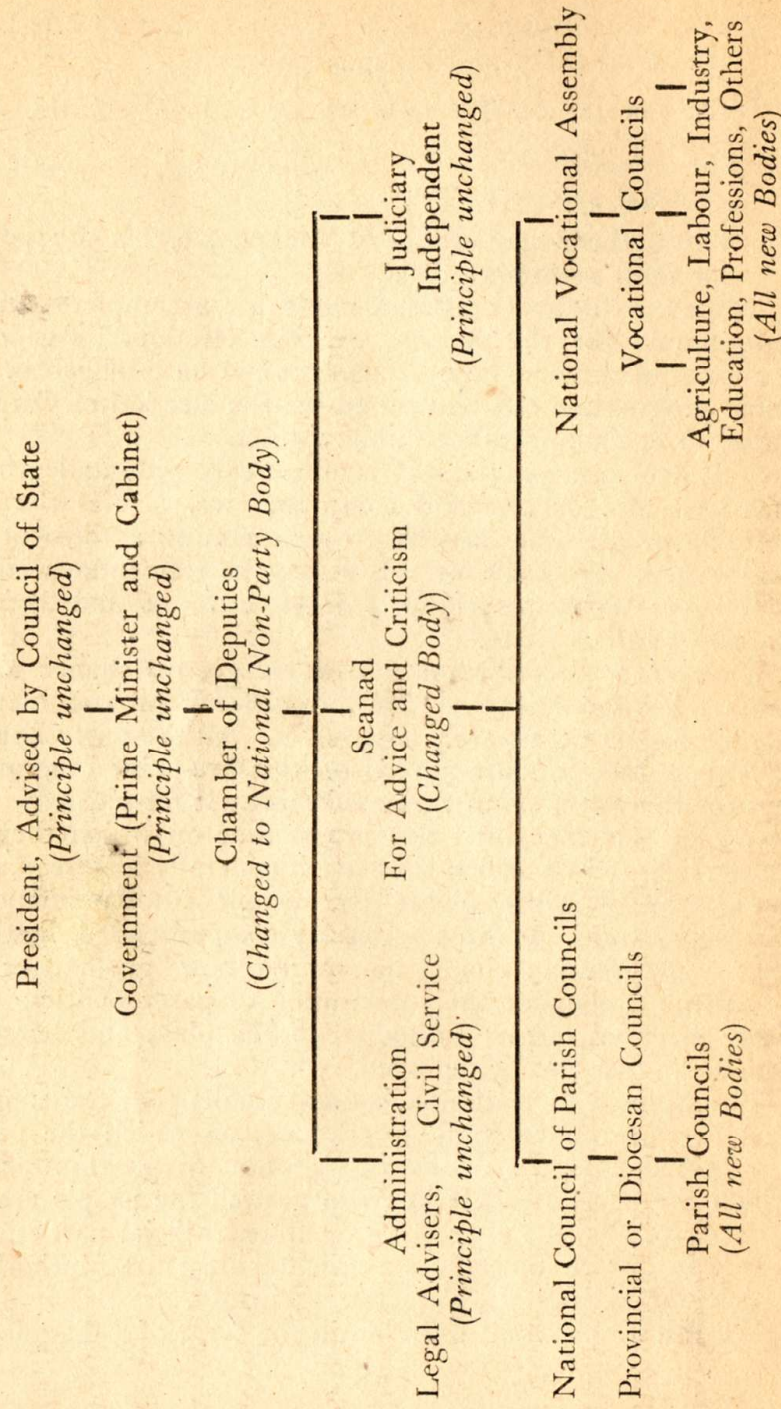 President, Advised by Council of State
(Principle unchanged)
Government (Prime Minister and Cabinet)
(Principle unchanged)
Chamber of Deputies
(Changed to National Non-Party Body)
Administration
Legal Advisers, Civil Service
(Principle unchanged)
Seanad
For Advice and Criticism
(Changed Body)
Judiciary
Independent
(Principle unchanged)
National Council of Parish Councils
Provincial or Diocesan Councils
Parish Councils
(All new Bodies)
National Vocational Assembly
Vocational Councils
Agriculture, Labour, Industry,
Education, Professions, Others
(All new Bodies)